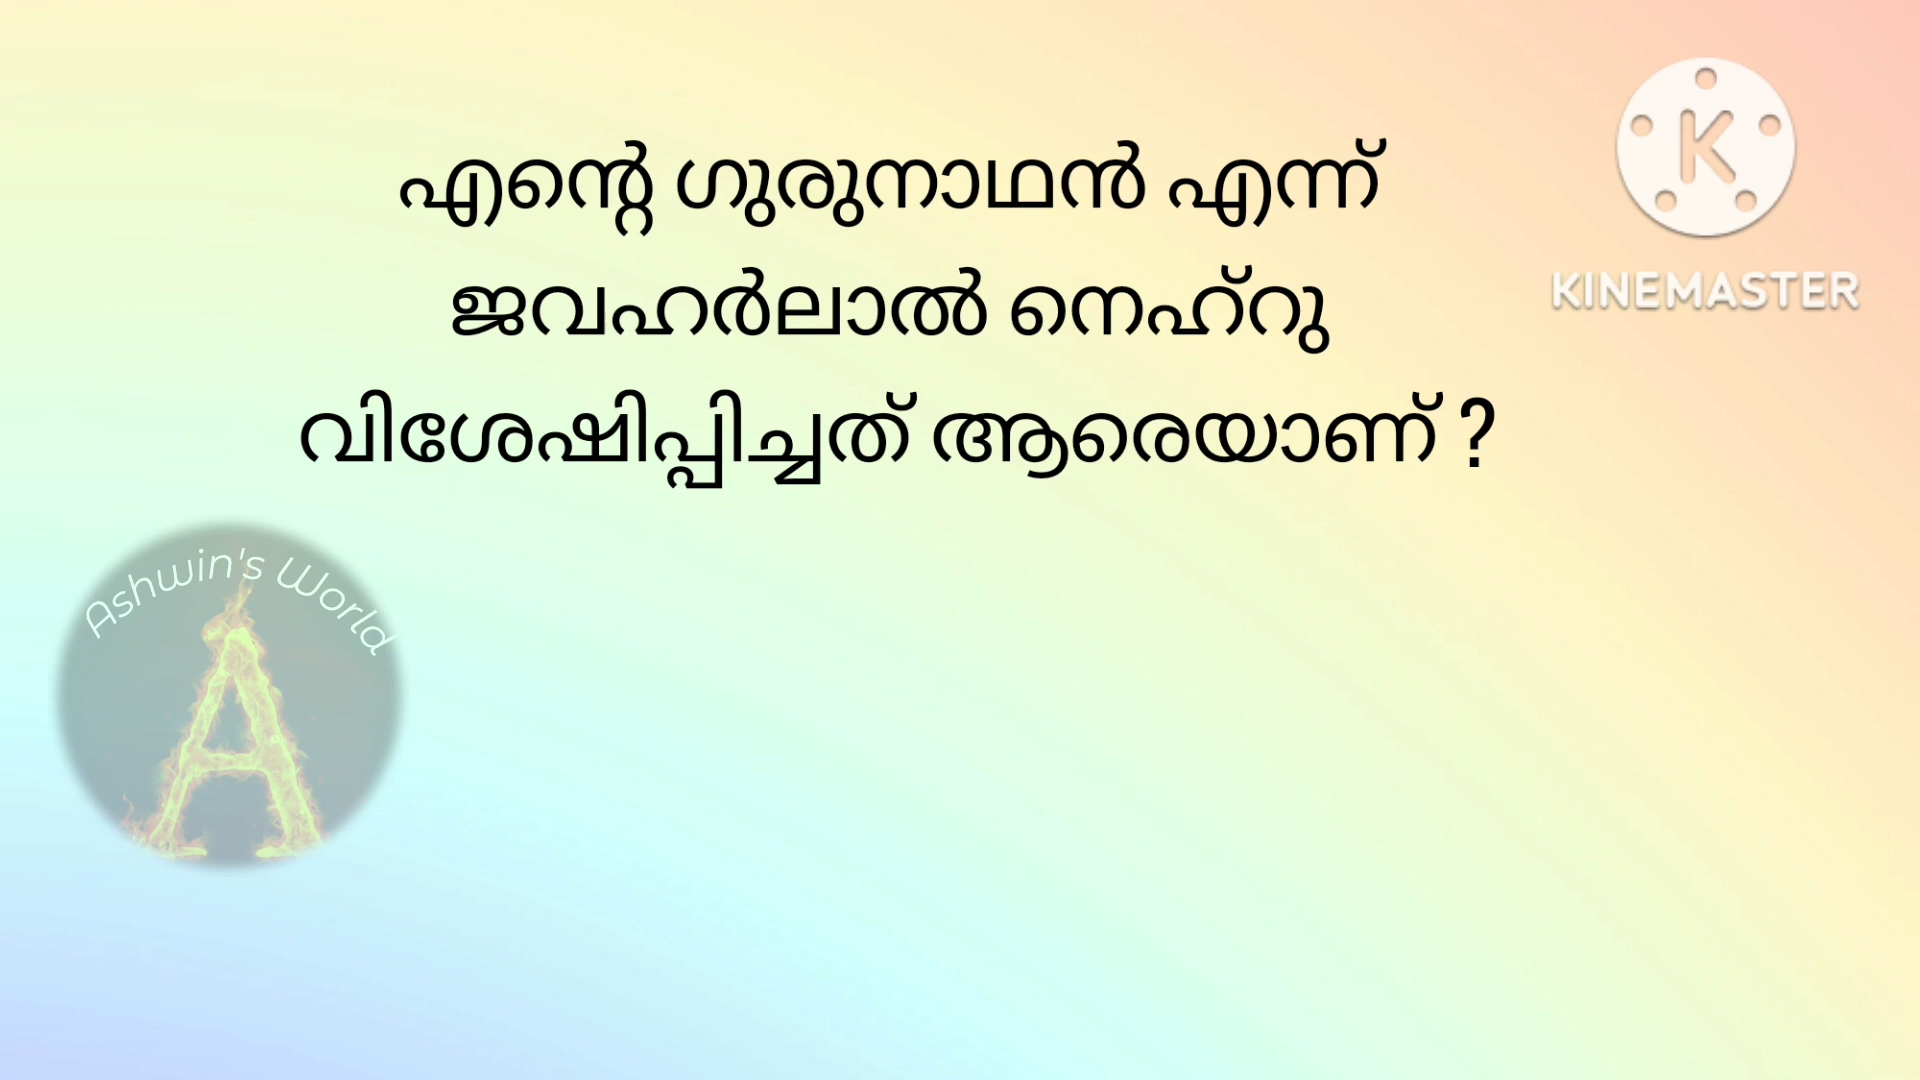 എന്റെ ഗുരുനാഥൻ എന്ന്
ജവഹർലാൽ നെഹ്റു
വിശേഷിപ്പിച്ചത് ആരെയാണ് ?
K
KINEMASTER
Ashwin's World
A